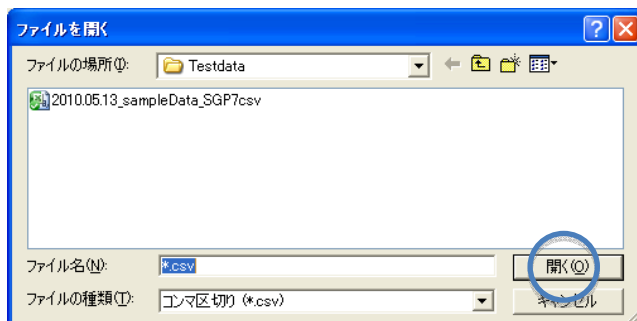 ファイルを開く
ファイルの場所(I): Testdata
2010.05.13_sampleData_SGP7csv
ファイル名(N): *.csv 開く(O)
ファイルの種類(T): コンマ区切り (*.csv) キャンセル